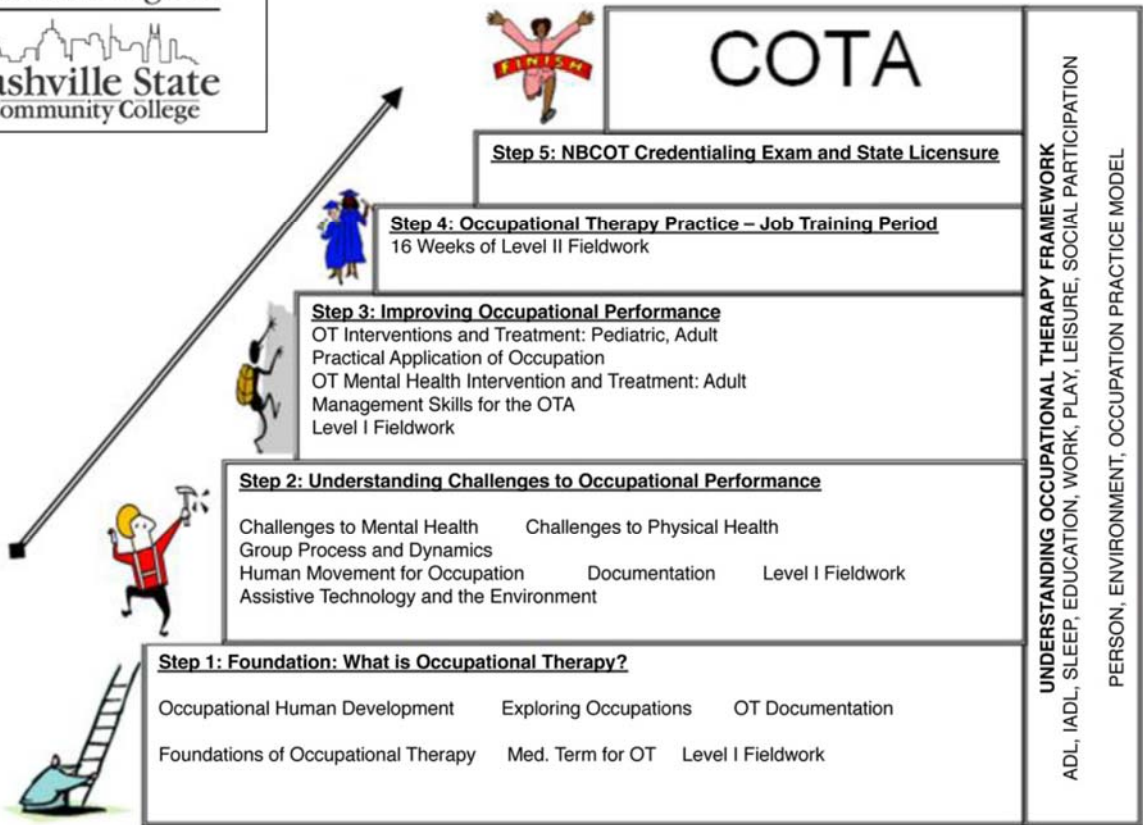 ashville State
ommunity College
FINISH
COTA
Step 5: NBCOT Credentialing Exam and State Licensure
Step 4: Occupational Therapy Practice – Job Training Period
16 Weeks of Level II Fieldwork
Step 3: Improving Occupational Performance
OT Interventions and Treatment: Pediatric, Adult
Practical Application of Occupation
OT Mental Health Intervention and Treatment: Adult
Management Skills for the OTA
Level I Fieldwork
Step 2: Understanding Challenges to Occupational Performance
Challenges to Mental Health Challenges to Physical Health
Group Process and Dynamics
Human Movement for Occupation Documentation Level I Fieldwork
Assistive Technology and the Environment
Step 1: Foundation: What is Occupational Therapy?
Occupational Human Development Exploring Occupations OT Documentation
Foundations of Occupational Therapy Med. Term for OT Level I Fieldwork
UNDERSTANDING OCCUPATIONAL THERAPY FRAMEWORK
ADL, IADL, SLEEP, EDUCATION, WORK, PLAY, LEISURE, SOCIAL PARTICIPATION
PERSON, ENVIRONMENT, OCCUPATION PRACTICE MODEL